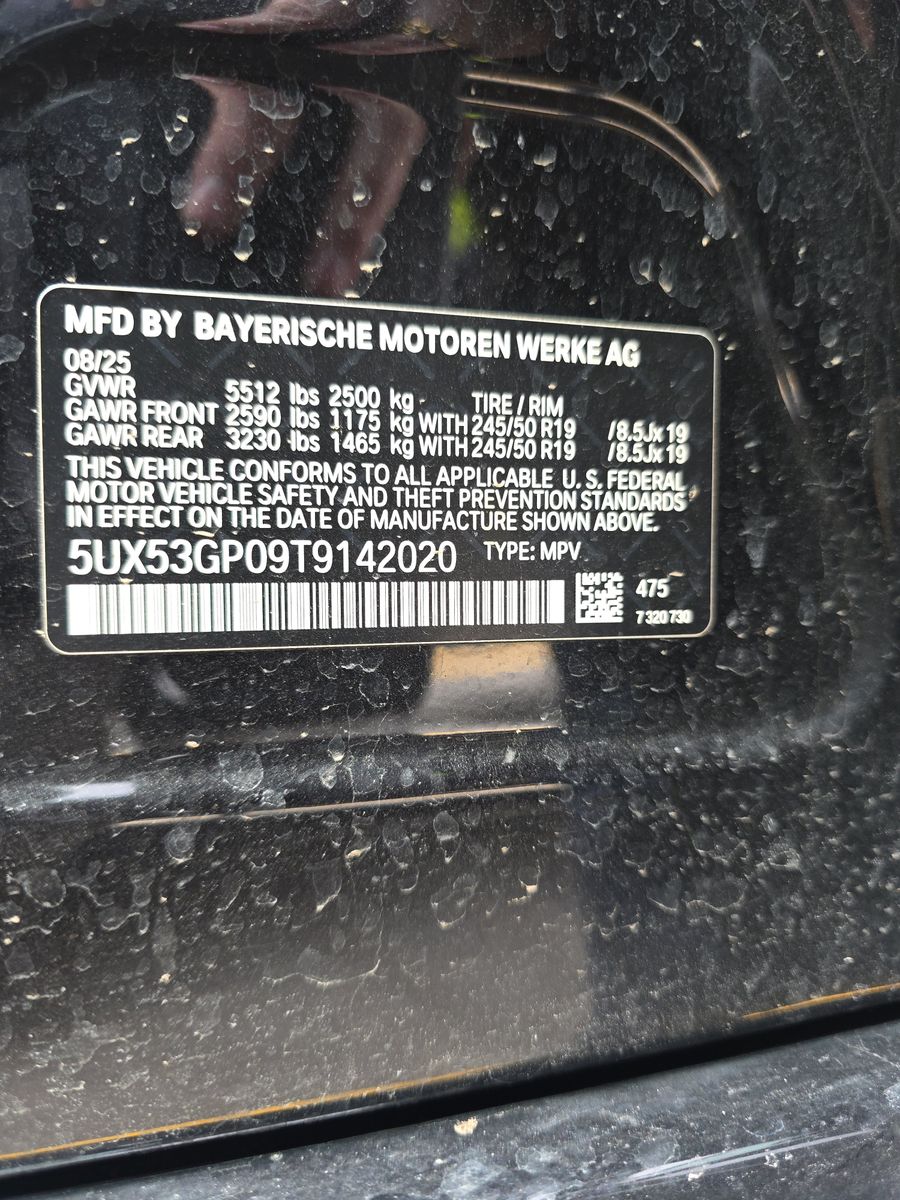 MFD BY BAYERISCHE MOTOREN WERKE AG
08/25
GVWR 5512 lbs 2500 kg TIRE / RIM
GAWR FRONT 2590 lbs 1175 kg WITH 245/50 R19 /8.5Jx19
GAWR REAR 3230 lbs 1465 kg WITH 245/50 R19 /8.5Jx19
THIS VEHICLE CONFORMS TO ALL APPLICABLE U.S. FEDERAL
MOTOR VEHICLE SAFETY AND THEFT PREVENTION STANDARDS
IN EFFECT ON THE DATE OF MANUFACTURE SHOWN ABOVE.
5UX53GP09T9142020 TYPE: MPV
475
7 320 730